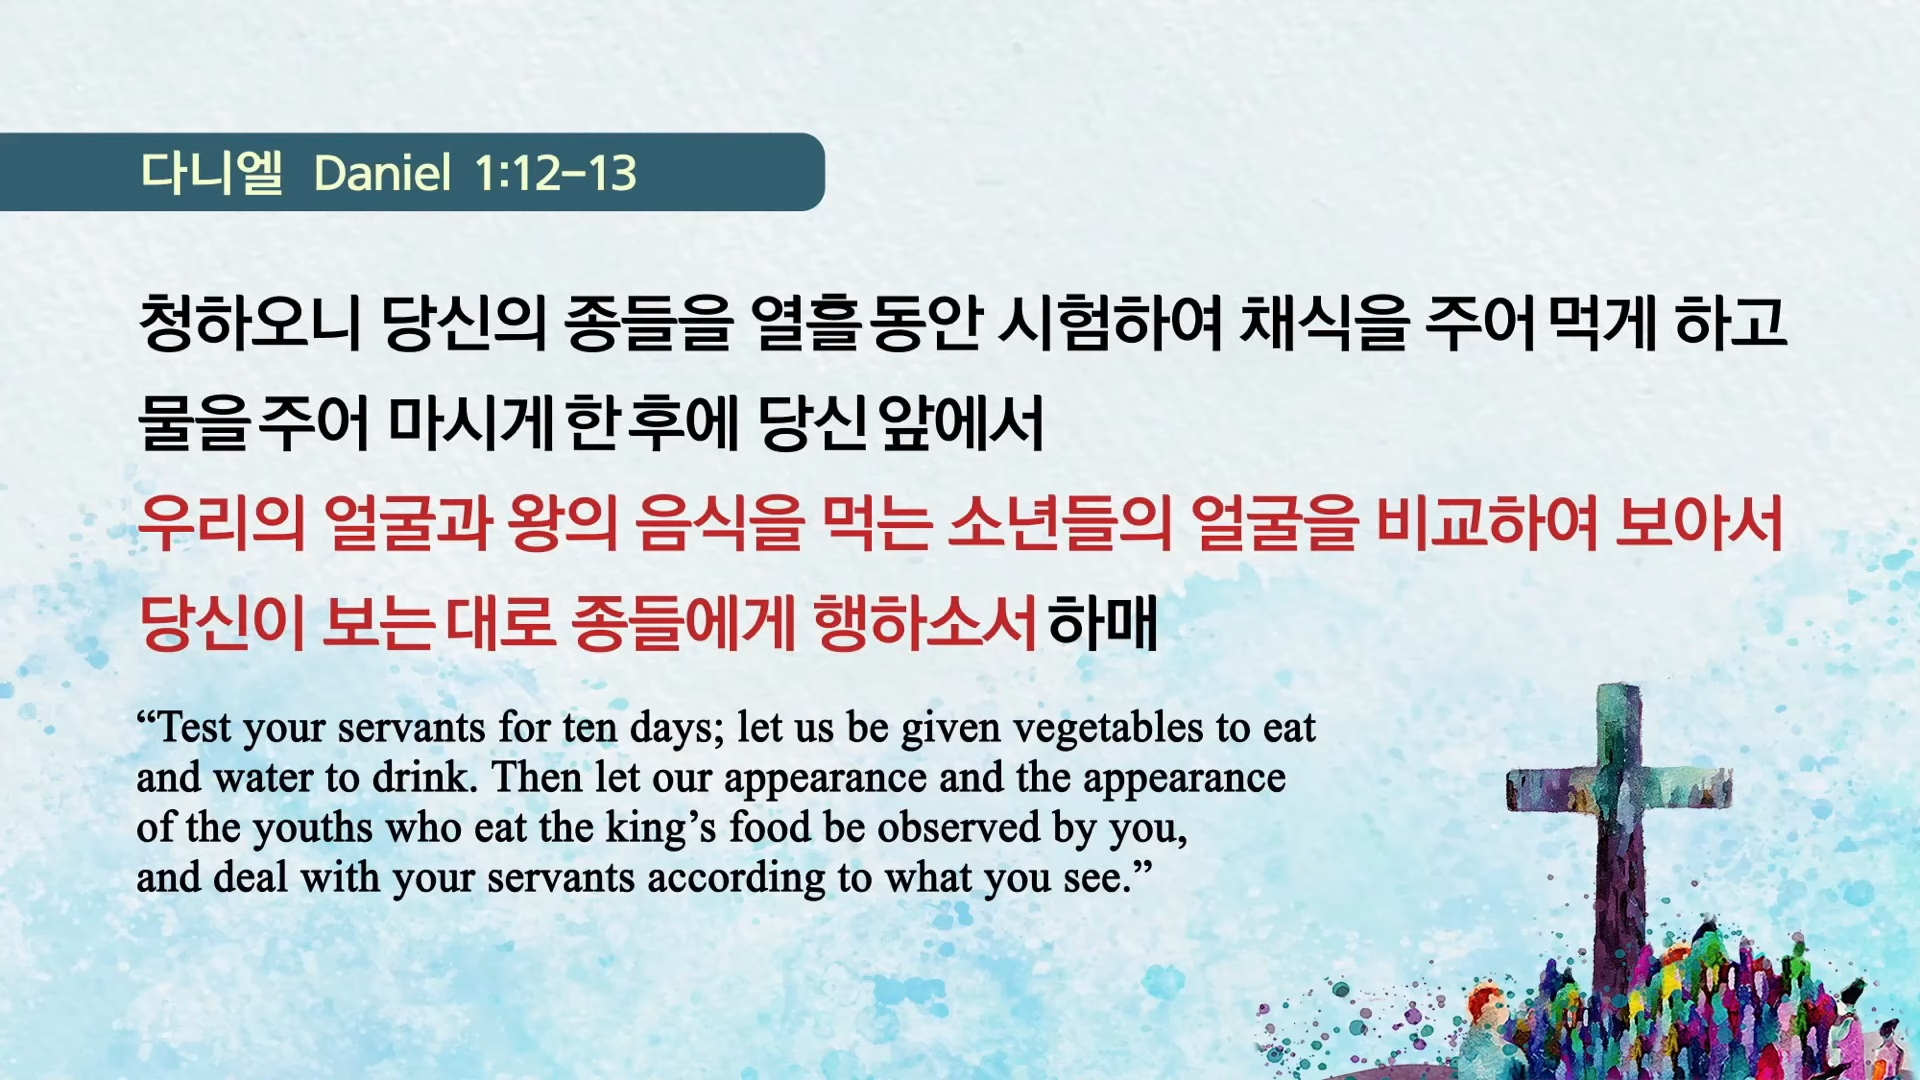 다니엘 Daniel 1:12-13
청하오니 당신의 종들을 열흘 동안 시험하여 채식을 주어 먹게 하고
물을 주어 마시게 한 후에 당신 앞에서
우리의 얼굴과 왕의 음식을 먹는 소년들의 얼굴을 비교하여 보아서
당신이 보는 대로 종들에게 행하소서 하매
“Test your servants for ten days; let us be given vegetables to eat
and water to drink. Then let our appearance and the appearance
of the youths who eat the king’s food be observed by you,
and deal with your servants according to what you see.”